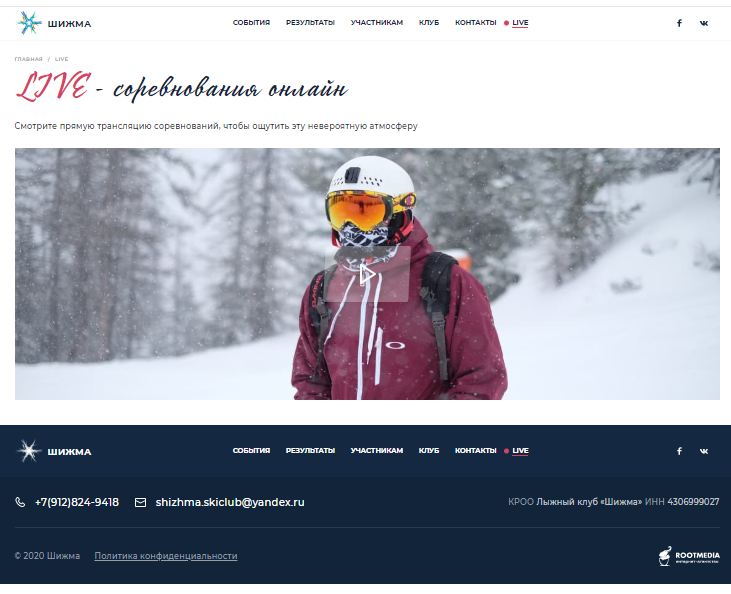 ШИЖМА
СОБЫТИЯ РЕЗУЛЬТАТЫ УЧАСТНИКАМ КЛУБ КОНТАКТЫ LIVE
ГЛАВНАЯ / LIVE
LIVE - соревнования онлайн
Смотрите прямую трансляцию соревнований, чтобы ощутить эту невероятную атмосферу
ШИЖМА
СОБЫТИЯ РЕЗУЛЬТАТЫ УЧАСТНИКАМ КЛУБ КОНТАКТЫ LIVE
+7(912)824-9418 shizhma.skiclub@yandex.ru КРОО Лыжный клуб «Шижма» ИНН 4306999027
© 2020 Шижма Политика конфиденциальности ROOTMEDIA
интернет-агентство